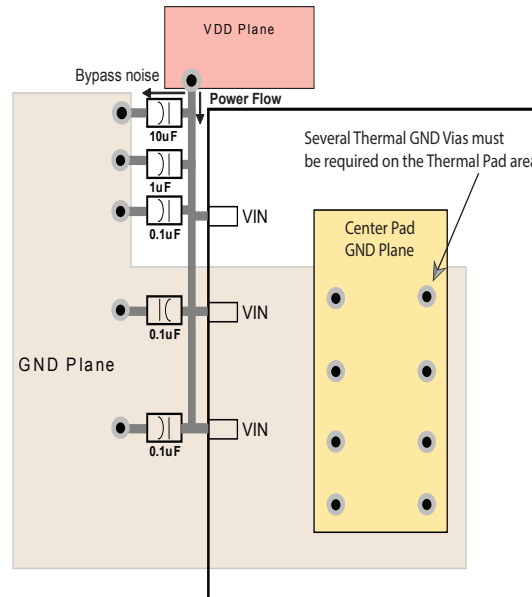 VDD Plane
Bypass noise
Power Flow
10uF
Several Thermal GND Vias must
be required on the Thermal Pad area
1uF
0.1uF
VIN
Center Pad
GND Plane
VIN
0.1uF
GND Plane
VIN
0.1uF